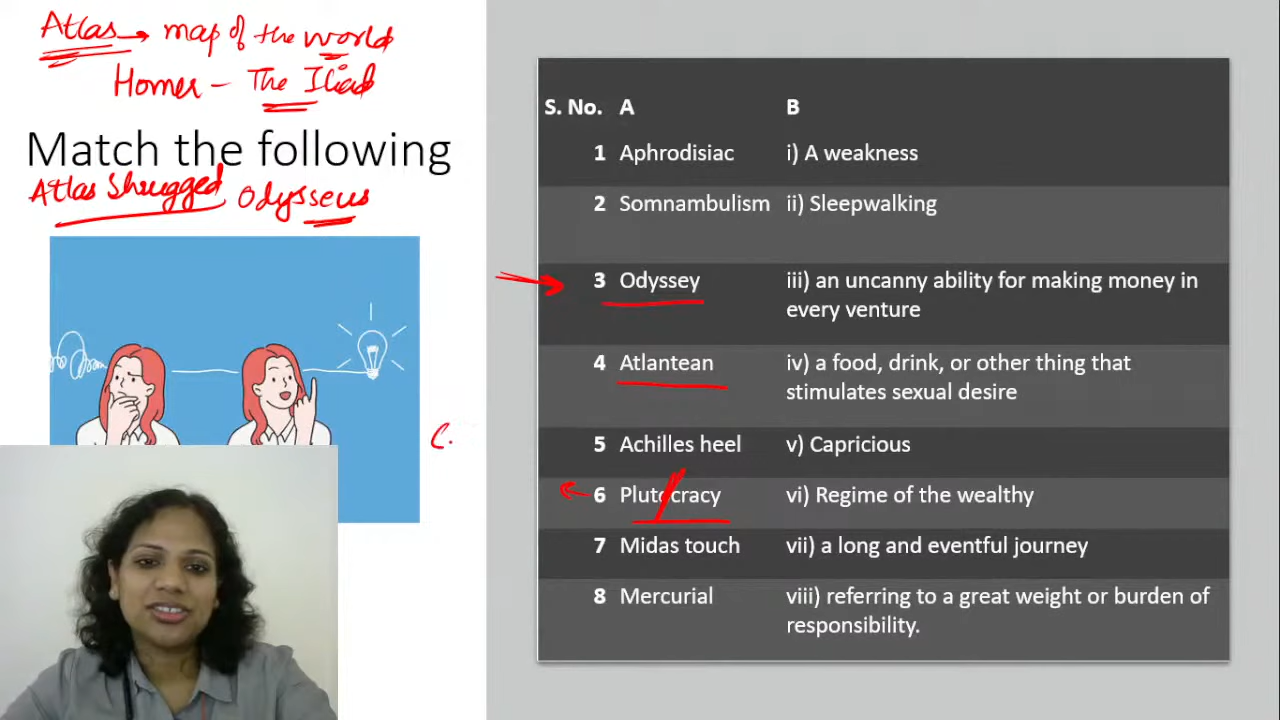 Atlas → map of the world
Homer - The Iliad
Match the following
Atlas Shrugged Odysseus
C.
S. No. A B
1 Aphrodisiac i) A weakness
2 Somnambulism ii) Sleepwalking
3 Odyssey iii) an uncanny ability for making money in
every venture
4 Atlantean iv) a food, drink, or other thing that
stimulates sexual desire
5 Achilles heel v) Capricious
6 Plutocracy vi) Regime of the wealthy
7 Midas touch vii) a long and eventful journey
8 Mercurial viii) referring to a great weight or burden of
responsibility.